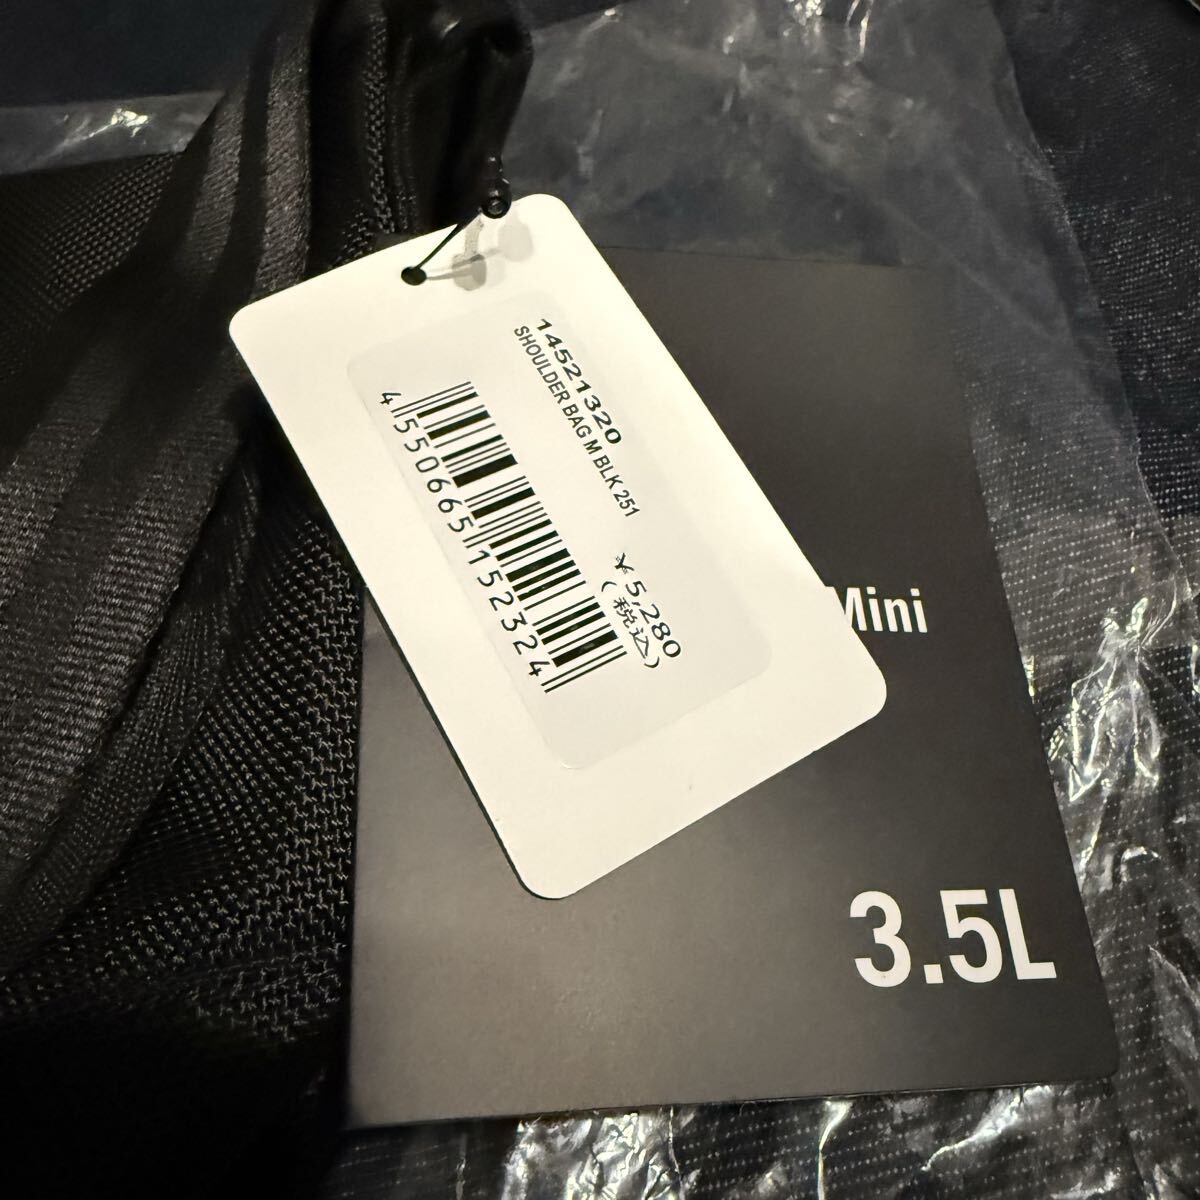 14521320
SHOULDER BAG M BLK 251
4550665152324
¥5,280
(税込)
Mini
3.5L